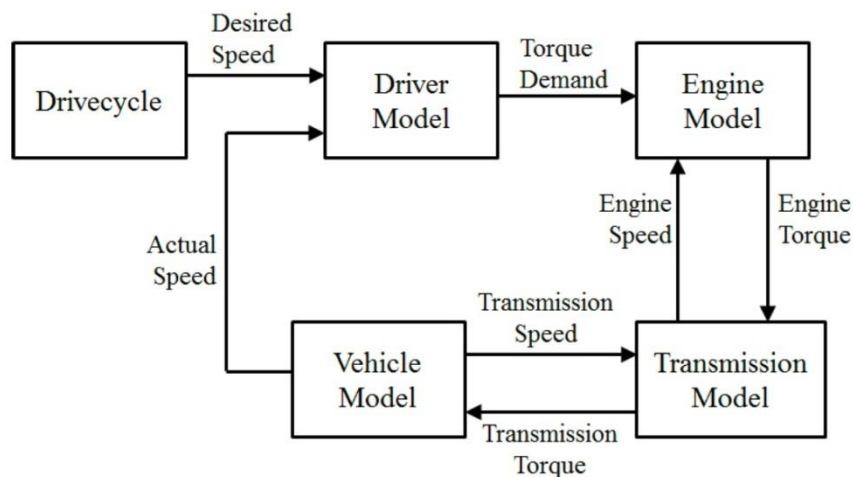 Desired
Speed
Drivecycle
Driver
Model
Torque
Demand
Engine
Model
Actual
Speed
Engine
Speed
Engine
Torque
Vehicle
Model
Transmission
Speed
Transmission
Torque
Transmission
Model